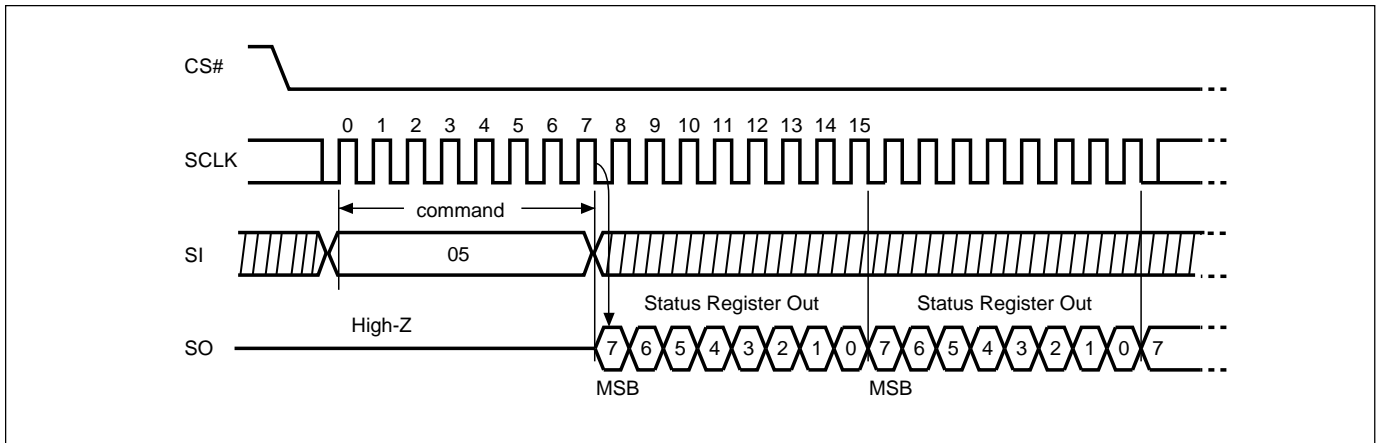 CS#
0 1 2 3 4 5 6 7 8 9 10 11 12 13 14 15
SCLK
command
SI
05
Status Register Out Status Register Out
High-Z
SO
7 6 5 4 3 2 1 0 7 6 5 4 3 2 1 0 7
MSB MSB